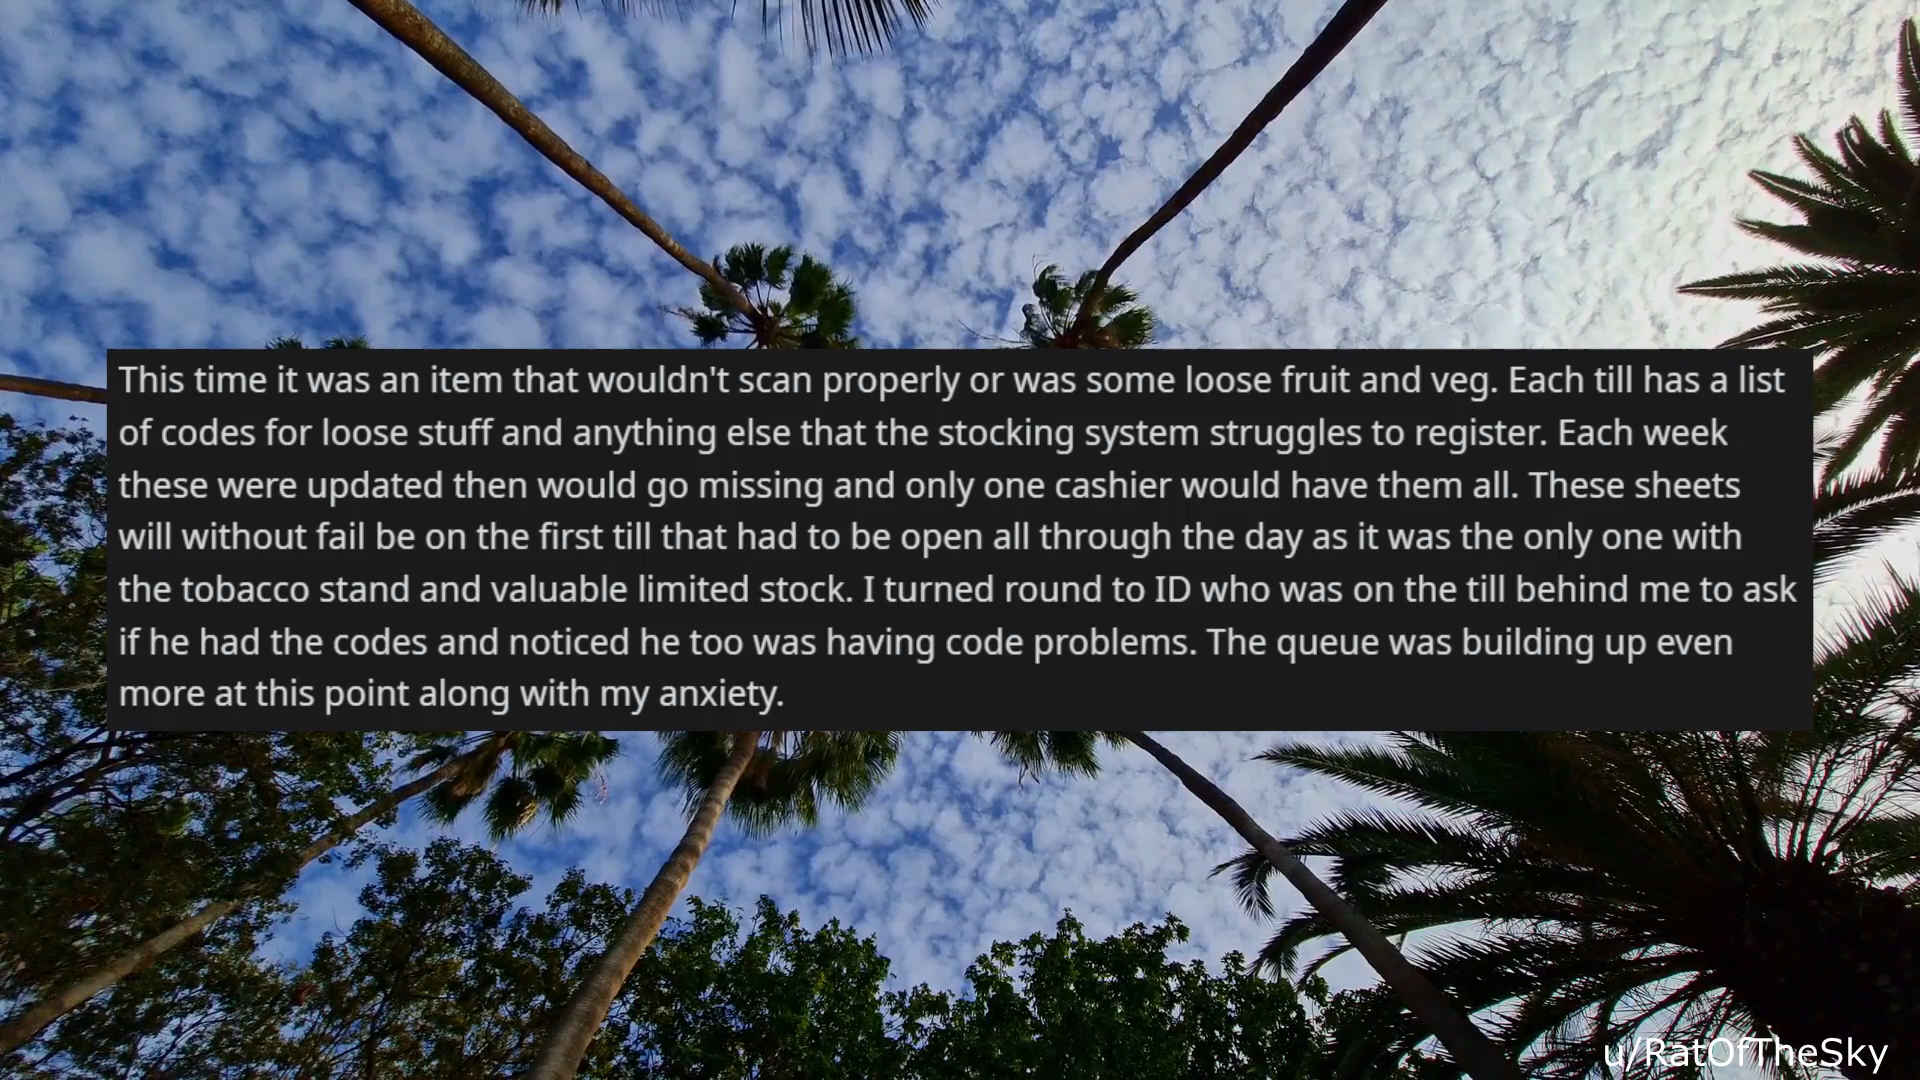 This time it was an item that wouldn't scan properly or was some loose fruit and veg. Each till has a list
of codes for loose stuff and anything else that the stocking system struggles to register. Each week
these were updated then would go missing and only one cashier would have them all. These sheets
will without fail be on the first till that had to be open all through the day as it was the only one with
the tobacco stand and valuable limited stock. I turned round to ID who was on the till behind me to ask
if he had the codes and noticed he too was having code problems. The queue was building up even
more at this point along with my anxiety.
u/RatOfTheSky